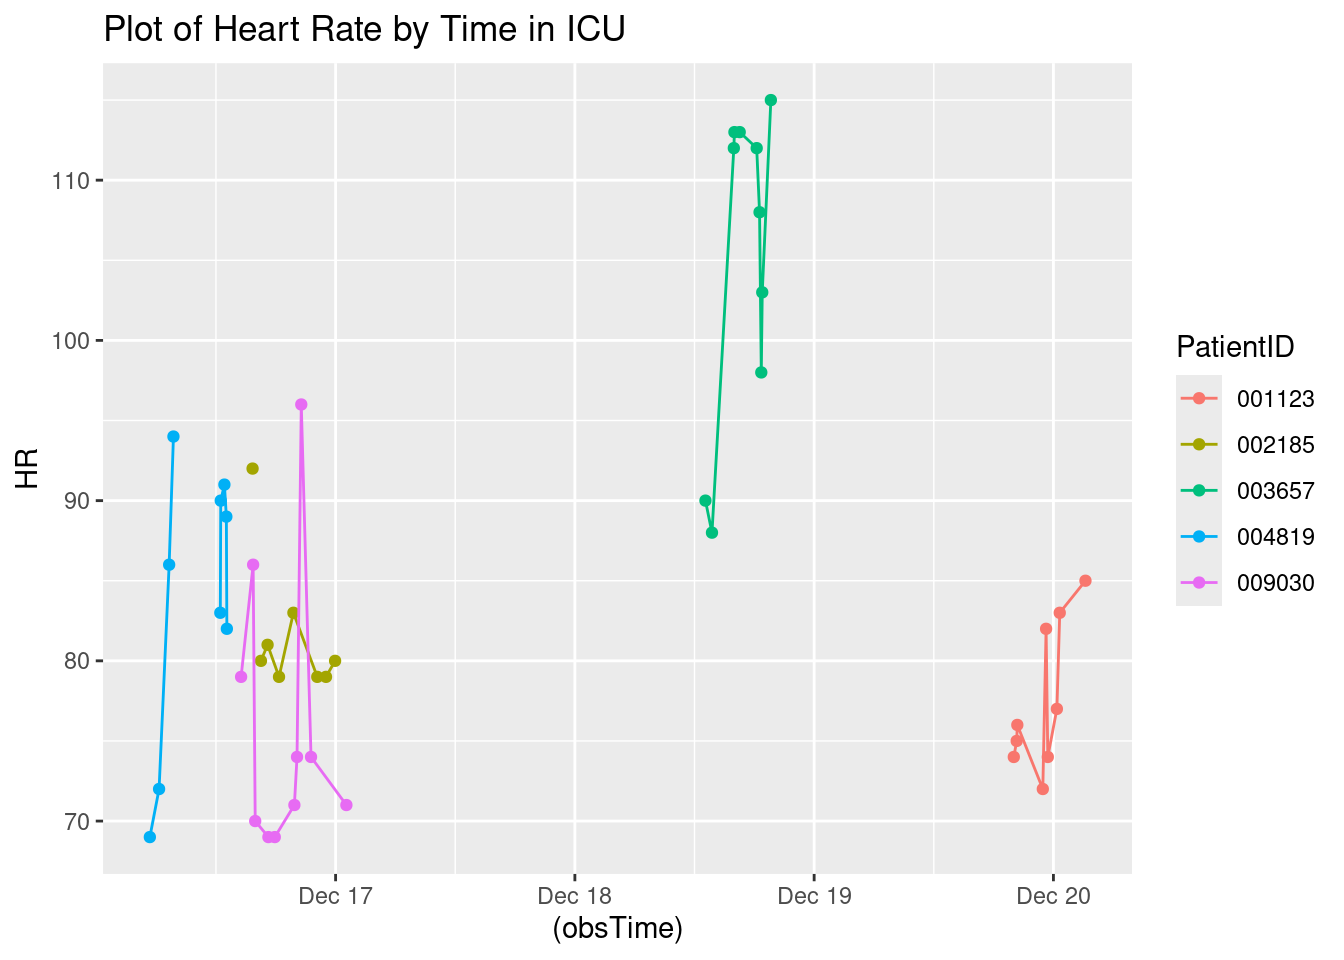 Plot of Heart Rate by Time in ICU
HR
110
100
90
80
70
Dec 17
Dec 18
Dec 19
Dec 20
(obsTime)
PatientID
001123
002185
003657
004819
009030